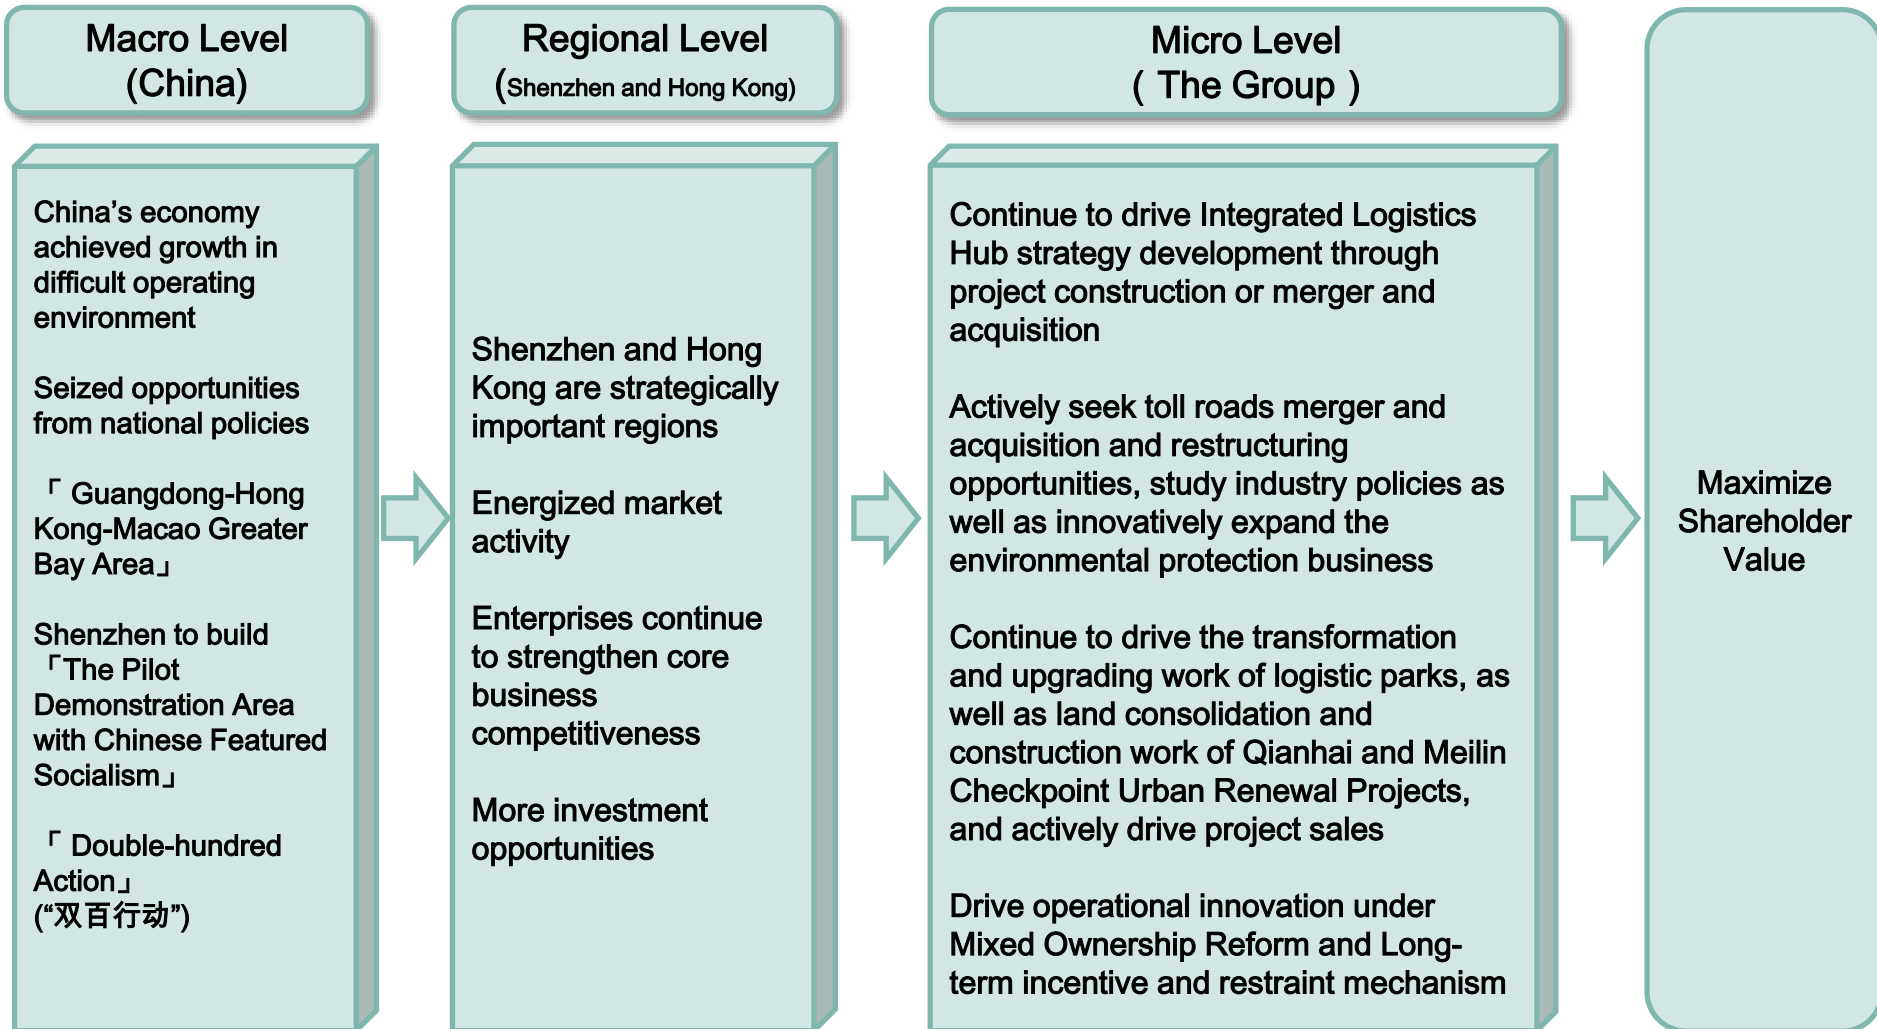 Macro Level
(China)
Regional Level
(Shenzhen and Hong Kong)
Micro Level
( The Group )
China’s economy
achieved growth in
difficult operating
environment
Seized opportunities
from national policies
「 Guangdong-Hong
Kong-Macao Greater
Bay Area」
Shenzhen to build
「The Pilot
Demonstration Area
with Chinese Featured
Socialism」
「 Double-hundred
Action」
(“双百行动”)
Shenzhen and Hong
Kong are strategically
important regions
Energized market
activity
Enterprises continue
to strengthen core
business
competitiveness
More investment
opportunities
Continue to drive Integrated Logistics
Hub strategy development through
project construction or merger and
acquisition
Actively seek toll roads merger and
acquisition and restructuring
opportunities, study industry policies as
well as innovatively expand the
environmental protection business
Continue to drive the transformation
and upgrading work of logistic parks, as
well as land consolidation and
construction work of Qianhai and Meilin
Checkpoint Urban Renewal Projects,
and actively drive project sales
Drive operational innovation under
Mixed Ownership Reform and Long-
term incentive and restraint mechanism
Maximize
Shareholder
Value